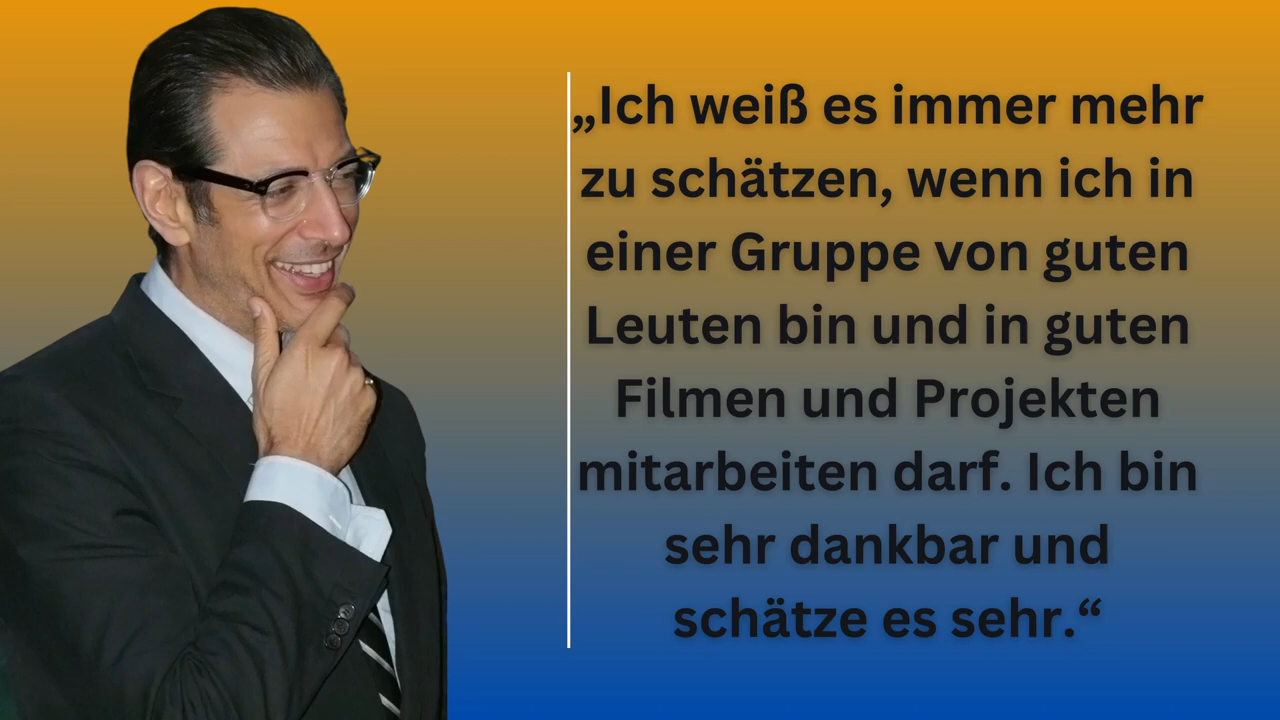 „Ich weiß es immer mehr
zu schätzen, wenn ich in
einer Gruppe von guten
Leuten bin und in guten
Filmen und Projekten
mitarbeiten darf. Ich bin
sehr dankbar und
schätze es sehr.“